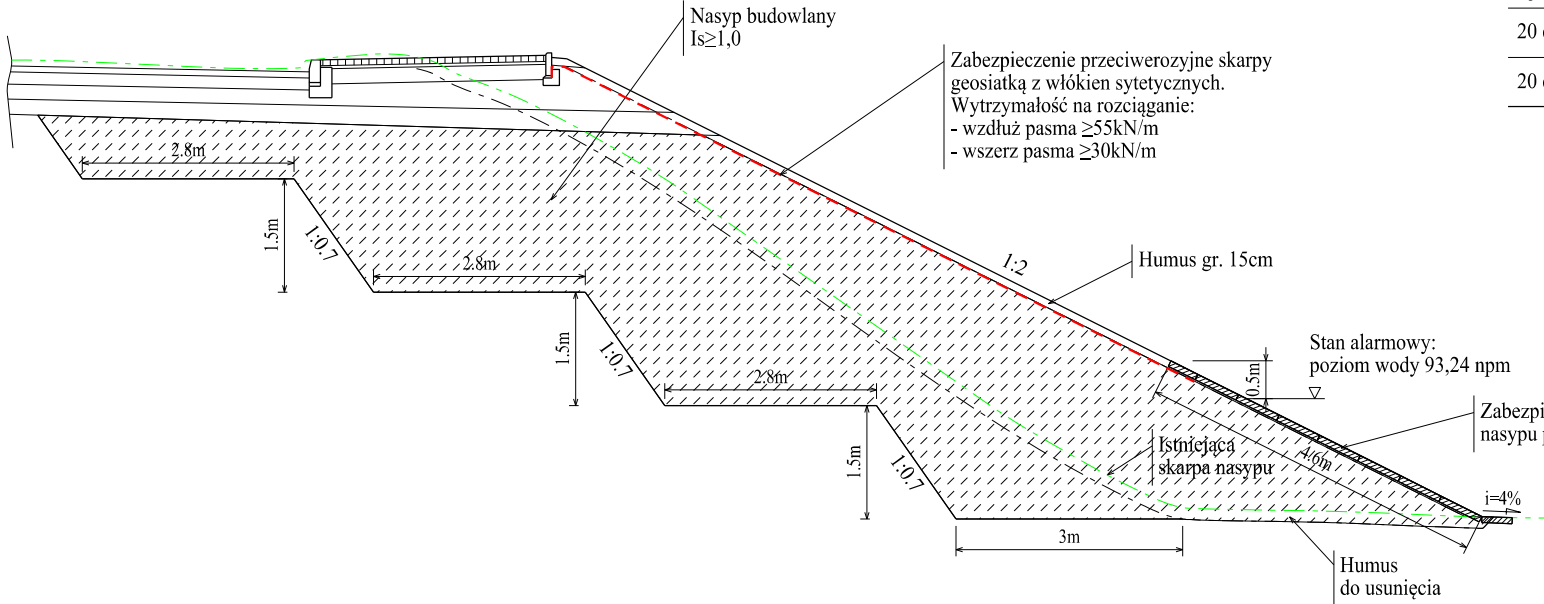 Nasyp budowlany
Is≥1,0
Zabezpieczenie przeciwerozyjne skarpy
geosiatką z włókien sytetycznych.
Wytrzymałość na rozciąganie:
- wzdłuż pasma ≥55kN/m
- wszerz pasma ≥30kN/m
20
20
2.8m
1.5m
1:0.7
2.8m
1.5m
1:0.7
2.8m
1.5m
1:0.7
3m
1:2
Humus gr. 15cm
Stan alarmowy:
poziom wody 93,24 npm
0.5m
Istniejąca
skarpa nasypu
4.6m
nasypu
i=4%
Humus
do usunięcia